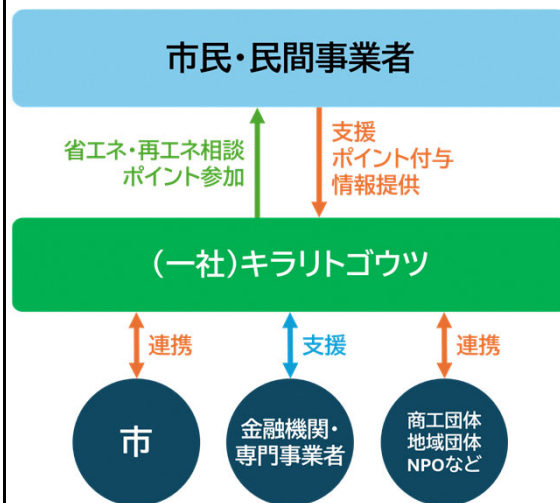 市民・民間事業者
省エネ・再エネ相談
ポイント参加
支援
ポイント付与
情報提供
(一社)キラリトゴウツ
連携
支援
連携
市
金融機関・
専門事業者
商工団体
地域団体
NPOなど